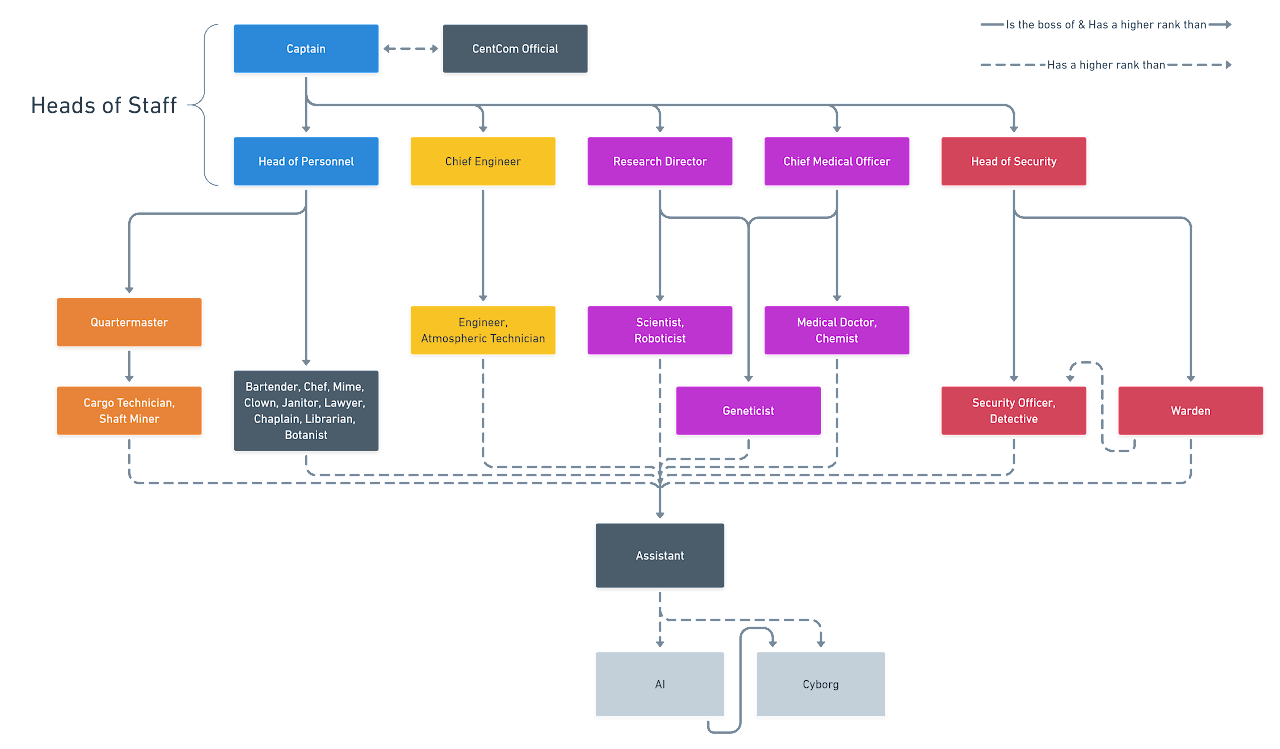 Captain
CentCom Official
Is the boss of & Has a higher rank than
Has a higher rank than
Heads of Staff
Head of Personnel
Chief Engineer
Research Director
Chief Medical Officer
Head of Security
Quartermaster
Engineer,
Atmospheric Technician
Scientist,
Roboticist
Medical Doctor,
Chemist
Cargo Technician,
Shaft Miner
Bartender, Chef, Mime,
Clown, Janitor, Lawyer,
Chaplain, Librarian,
Botanist
Geneticist
Security Officer,
Detective
Warden
Assistant
AI
Cyborg